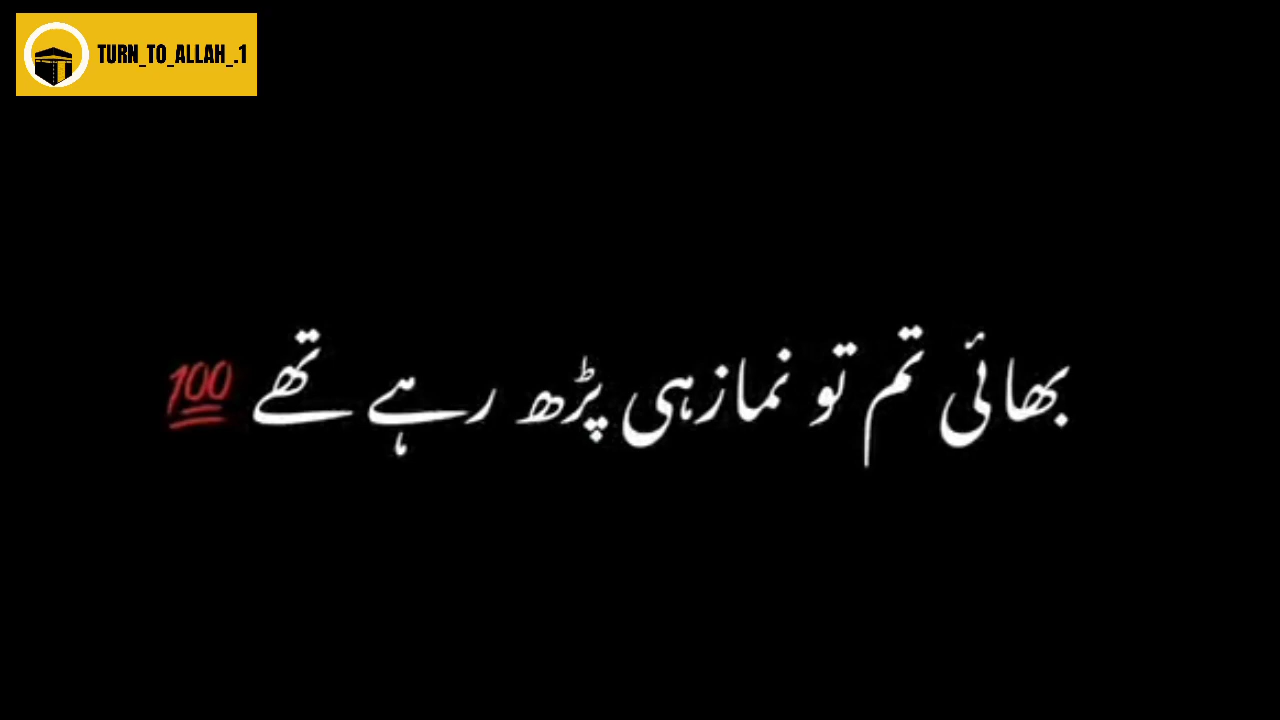 TURN_TO_ALLAH_.1
بھائی تم تو نماز ہی پڑھ رہے تھے 💯